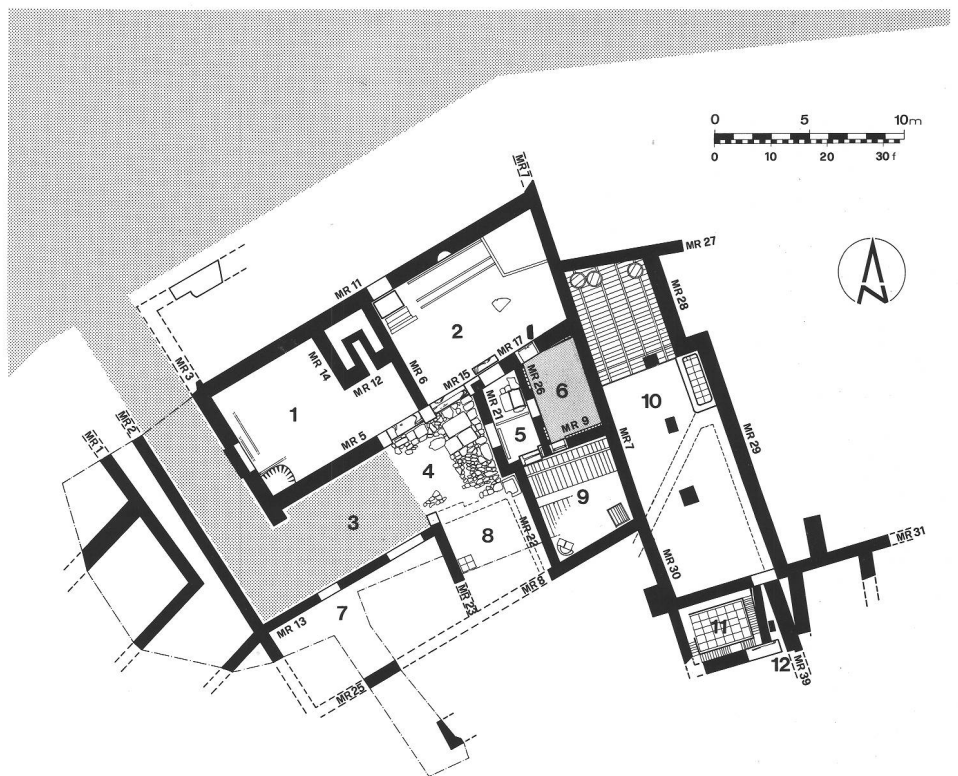 0 5 10m
0 10 20 30 f
MR 7
MR 27
MR 28
MR 11
MR 3
MR 14
MR 12
MR 6
2
MR 17
MR 15
MR 26
6
MR 21
1
MR 5
5
MR 9
10
MR 7
MR 29
MR 1
MR 2
4
3
9
8
MR 22
MR 31
MR 30
MR 8
MR 23
7
MR 13
11
12
MR 39
MR 25
N